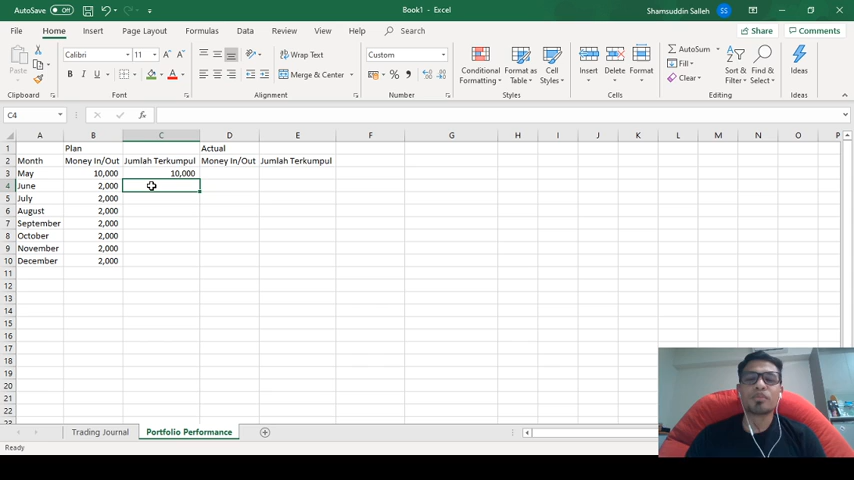 AutoSave Off Book1 - Excel Shamsuddin Salleh SS
File Home Insert Page Layout Formulas Data Review View Help Search Share Comments
Paste Calibri 11 Wrap Text Custom Conditional Format as Cell Insert Delete Format AutoSum Sort & Find & Ideas
B I U A Merge & Center $ % Formatting Table Styles Fill Filter Select
Clear
Clipboard Font Alignment Number Styles Cells Editing Ideas
C4 fx
A B C D E F G H I J K L M N O P
1 Plan Actual
2 Month Money In/Out Jumlah Terkumpul Money In/Out Jumlah Terkumpul
3 May 10,000 10,000
4 June 2,000
5 July 2,000
6 August 2,000
7 September 2,000
8 October 2,000
9 November 2,000
10 December 2,000
11
12
13
14
15
16
17
18
19
20
21
22
23
Trading Journal Portfolio Performance
Ready